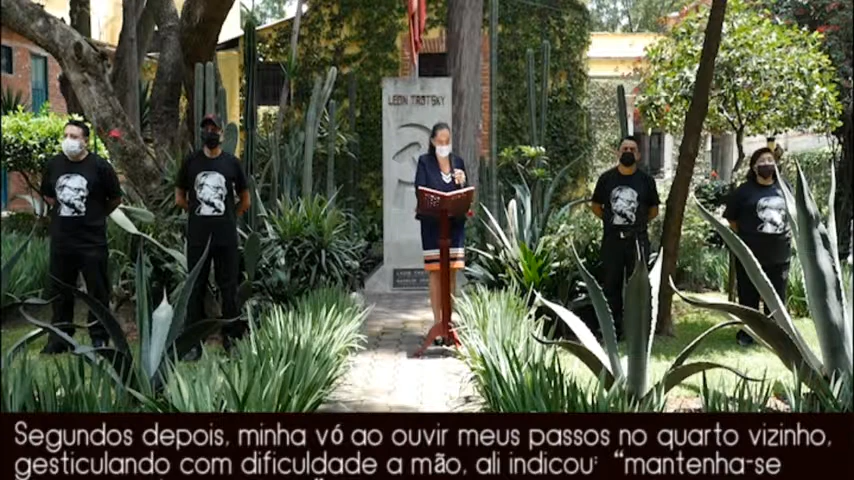 LEON TROTSKY
Segundos depois, minha vó ao ouvir meus passos no quarto vizinho,
gesticulando com dificuldade a mão, ali indicou: “mantenha-se